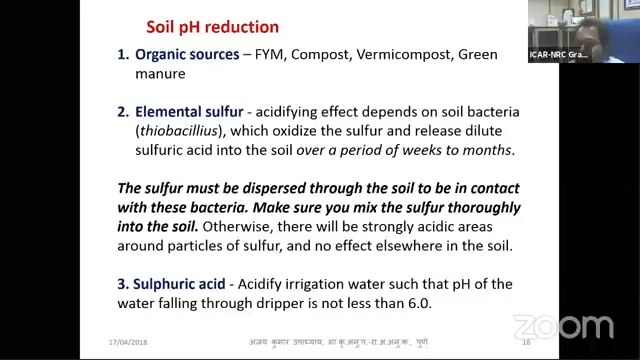 Soil pH reduction
ICAR-NRC Gra...
1. Organic sources – FYM, Compost, Vermicompost, Green
manure
2. Elemental sulfur - acidifying effect depends on soil bacteria
(thiobacillius), which oxidize the sulfur and release dilute
sulfuric acid into the soil over a period of weeks to months.
The sulfur must be dispersed through the soil to be in contact
with these bacteria. Make sure you mix the sulfur thoroughly
into the soil. Otherwise, there will be strongly acidic areas
around particles of sulfur, and no effect elsewhere in the soil.
3. Sulphuric acid - Acidify irrigation water such that pH of the
water falling through dripper is not less than 6.0.
zoom
17/04/2018 अजय कुमार उपाध्याय, भा.कृ.अनु.प.-रा.अं.अनु.के., पुणे 16